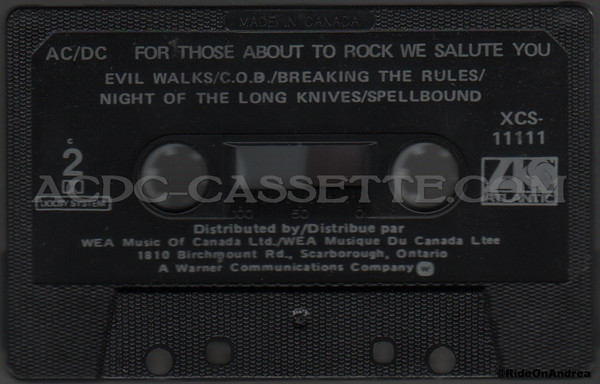 MADE IN CANADA
AC/DC FOR THOSE ABOUT TO ROCK WE SALUTE YOU
EVIL WALKS/C.O.D./BREAKING THE RULES/
NIGHT OF THE LONG KNIVES/SPELLBOUND
XCS-
11111
C
2
DOLBY SYSTEM
ACDC-CASSETTE.COM
ATLANTIC
100 50 0
Distributed by/Distribue par
WEA Music Of Canada Ltd./WEA Musique Du Canada Ltee
1810 Birchmount Rd., Scarborough, Ontario
A Warner Communications Company
©RideOnAndrea